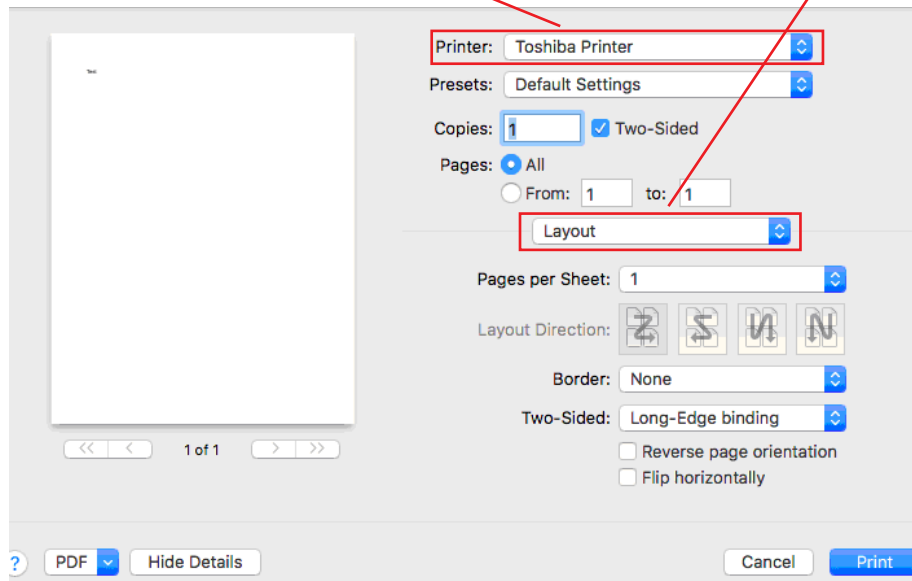 Text
Printer: Toshiba Printer
Presets: Default Settings
Copies: 1 Two-Sided
Pages: All
From: 1 to: 1
Layout
Pages per Sheet: 1
Layout Direction:
Border: None
Two-Sided: Long-Edge binding
Reverse page orientation
Flip horizontally
<< < 1 of 1 > >>
? PDF Hide Details Cancel Print